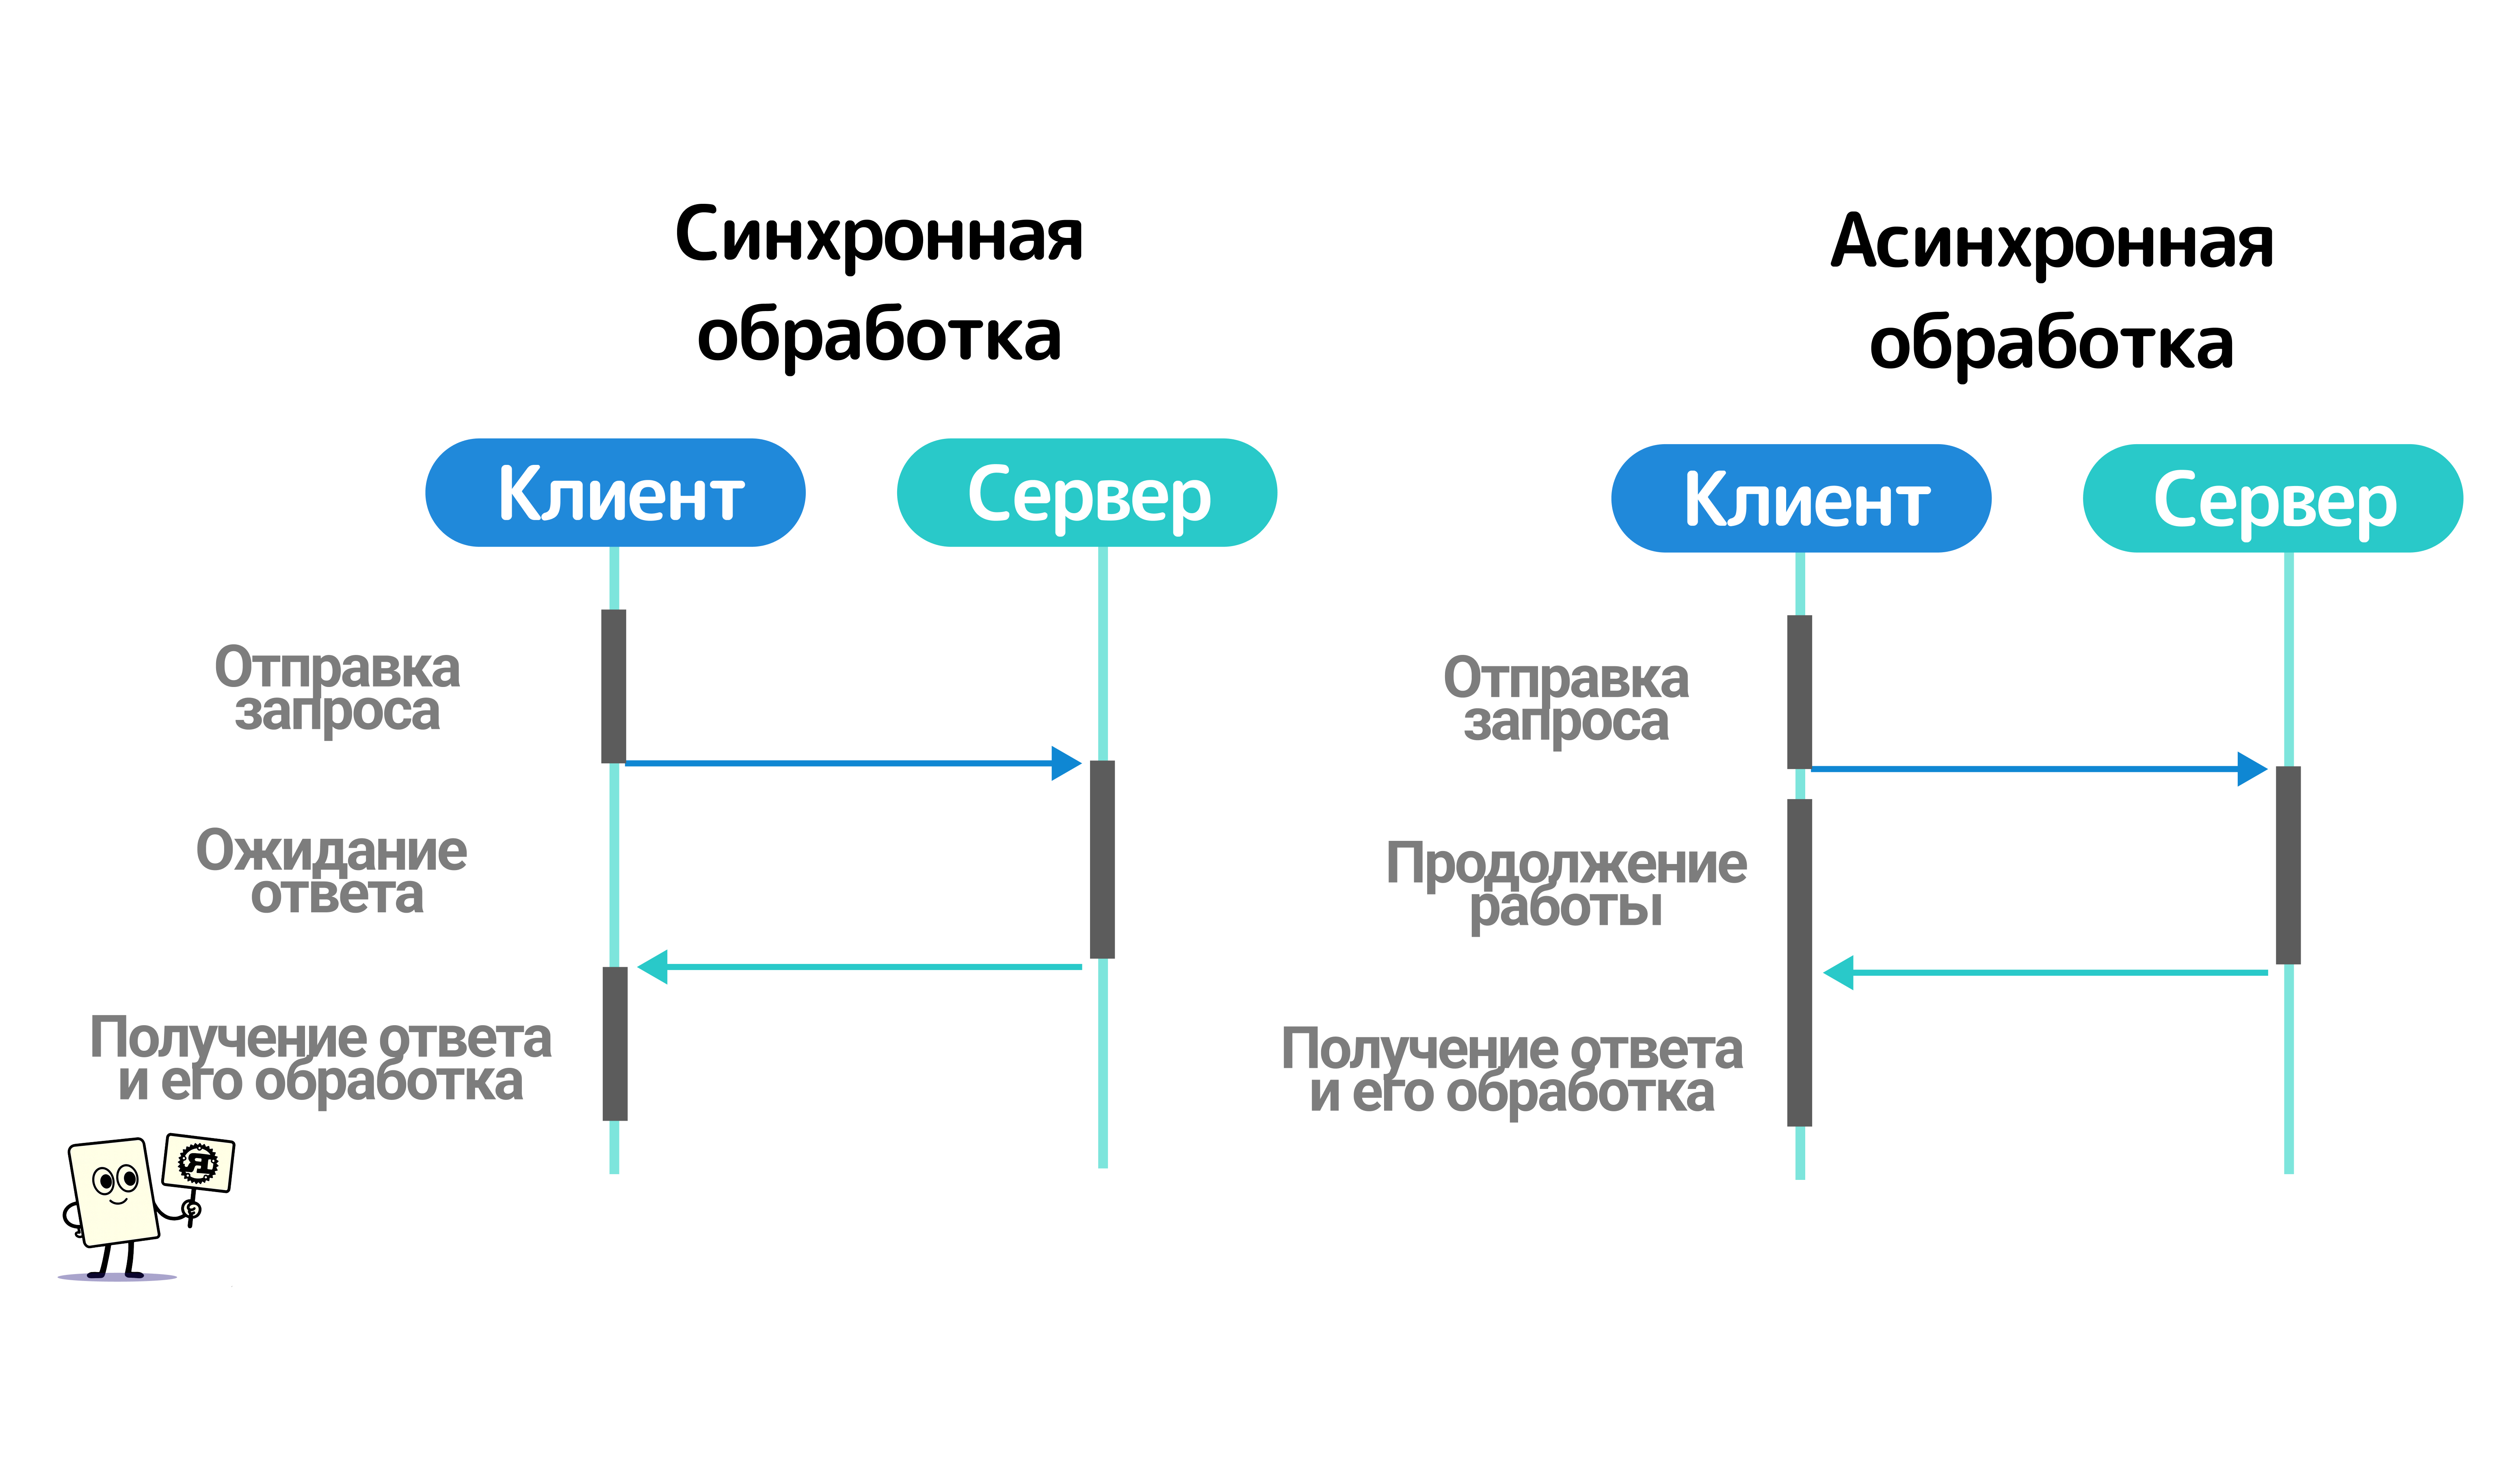 Синхронная
обработка
Клиент
Сервер
Отправка
запроса
Ожидание
ответа
Получение ответа
и его обработка
Я
Асинхронная
обработка
Клиент
Сервер
Отправка
запроса
Продолжение
работы
Получение ответа
и его обработка